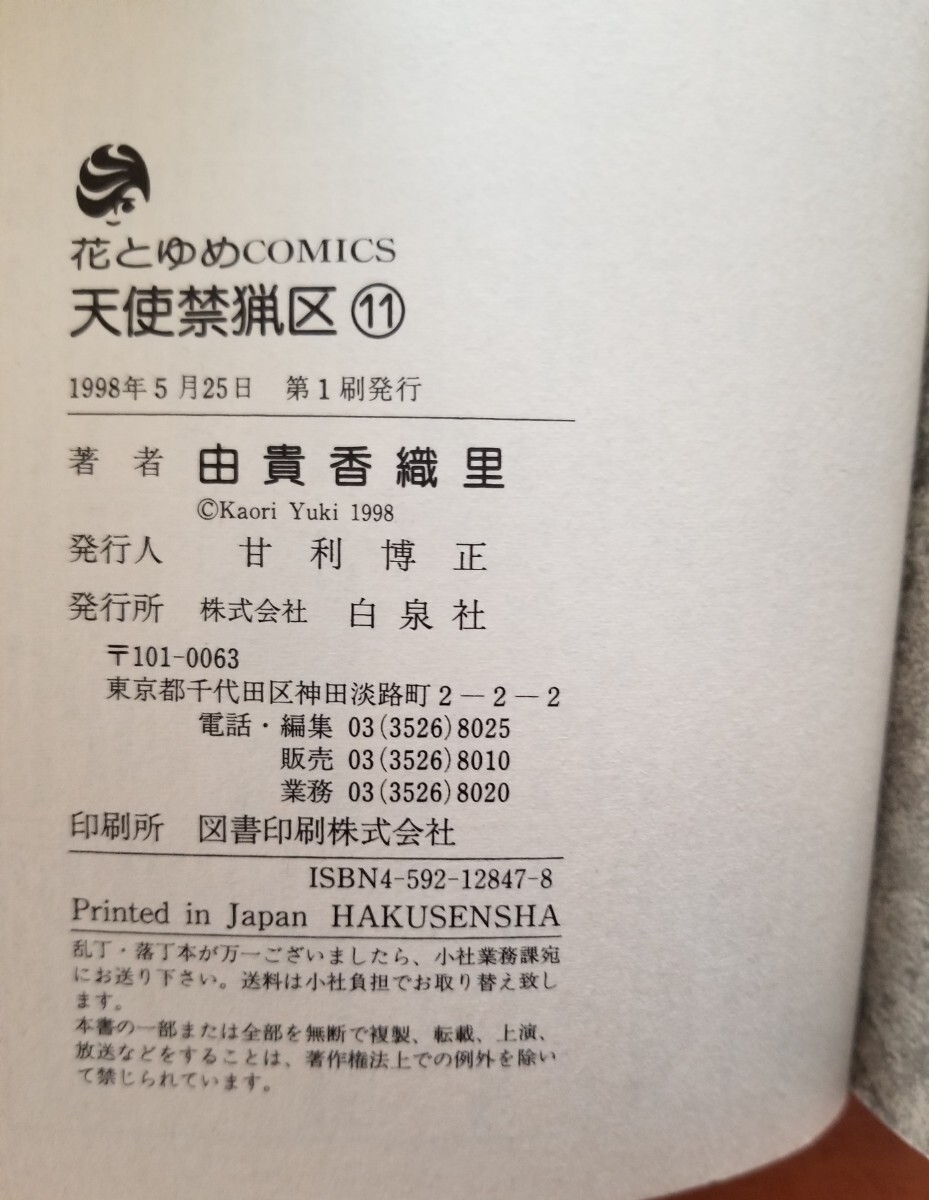 花とゆめCOMICS
天使禁猟区⑪
1998年5月25日 第1刷発行
著者 由貴香織里
©Kaori Yuki 1998
発行人 甘利博正
発行所 株式会社 白泉社
〒101-0063
東京都千代田区神田淡路町2-2-2
電話・編集 03(3526)8025
販売 03(3526)8010
業務 03(3526)8020
印刷所 図書印刷株式会社
ISBN4-592-12847-8
Printed in Japan HAKUSENSHA
乱丁・落丁本が万一ございましたら、小社業務課宛
にお送り下さい。送料は小社負担でお取り替え致し
ます。
本書の一部または全部を無断で複製、転載、上演、
放送などをすることは、著作権法上での例外を除い
て禁じられています。